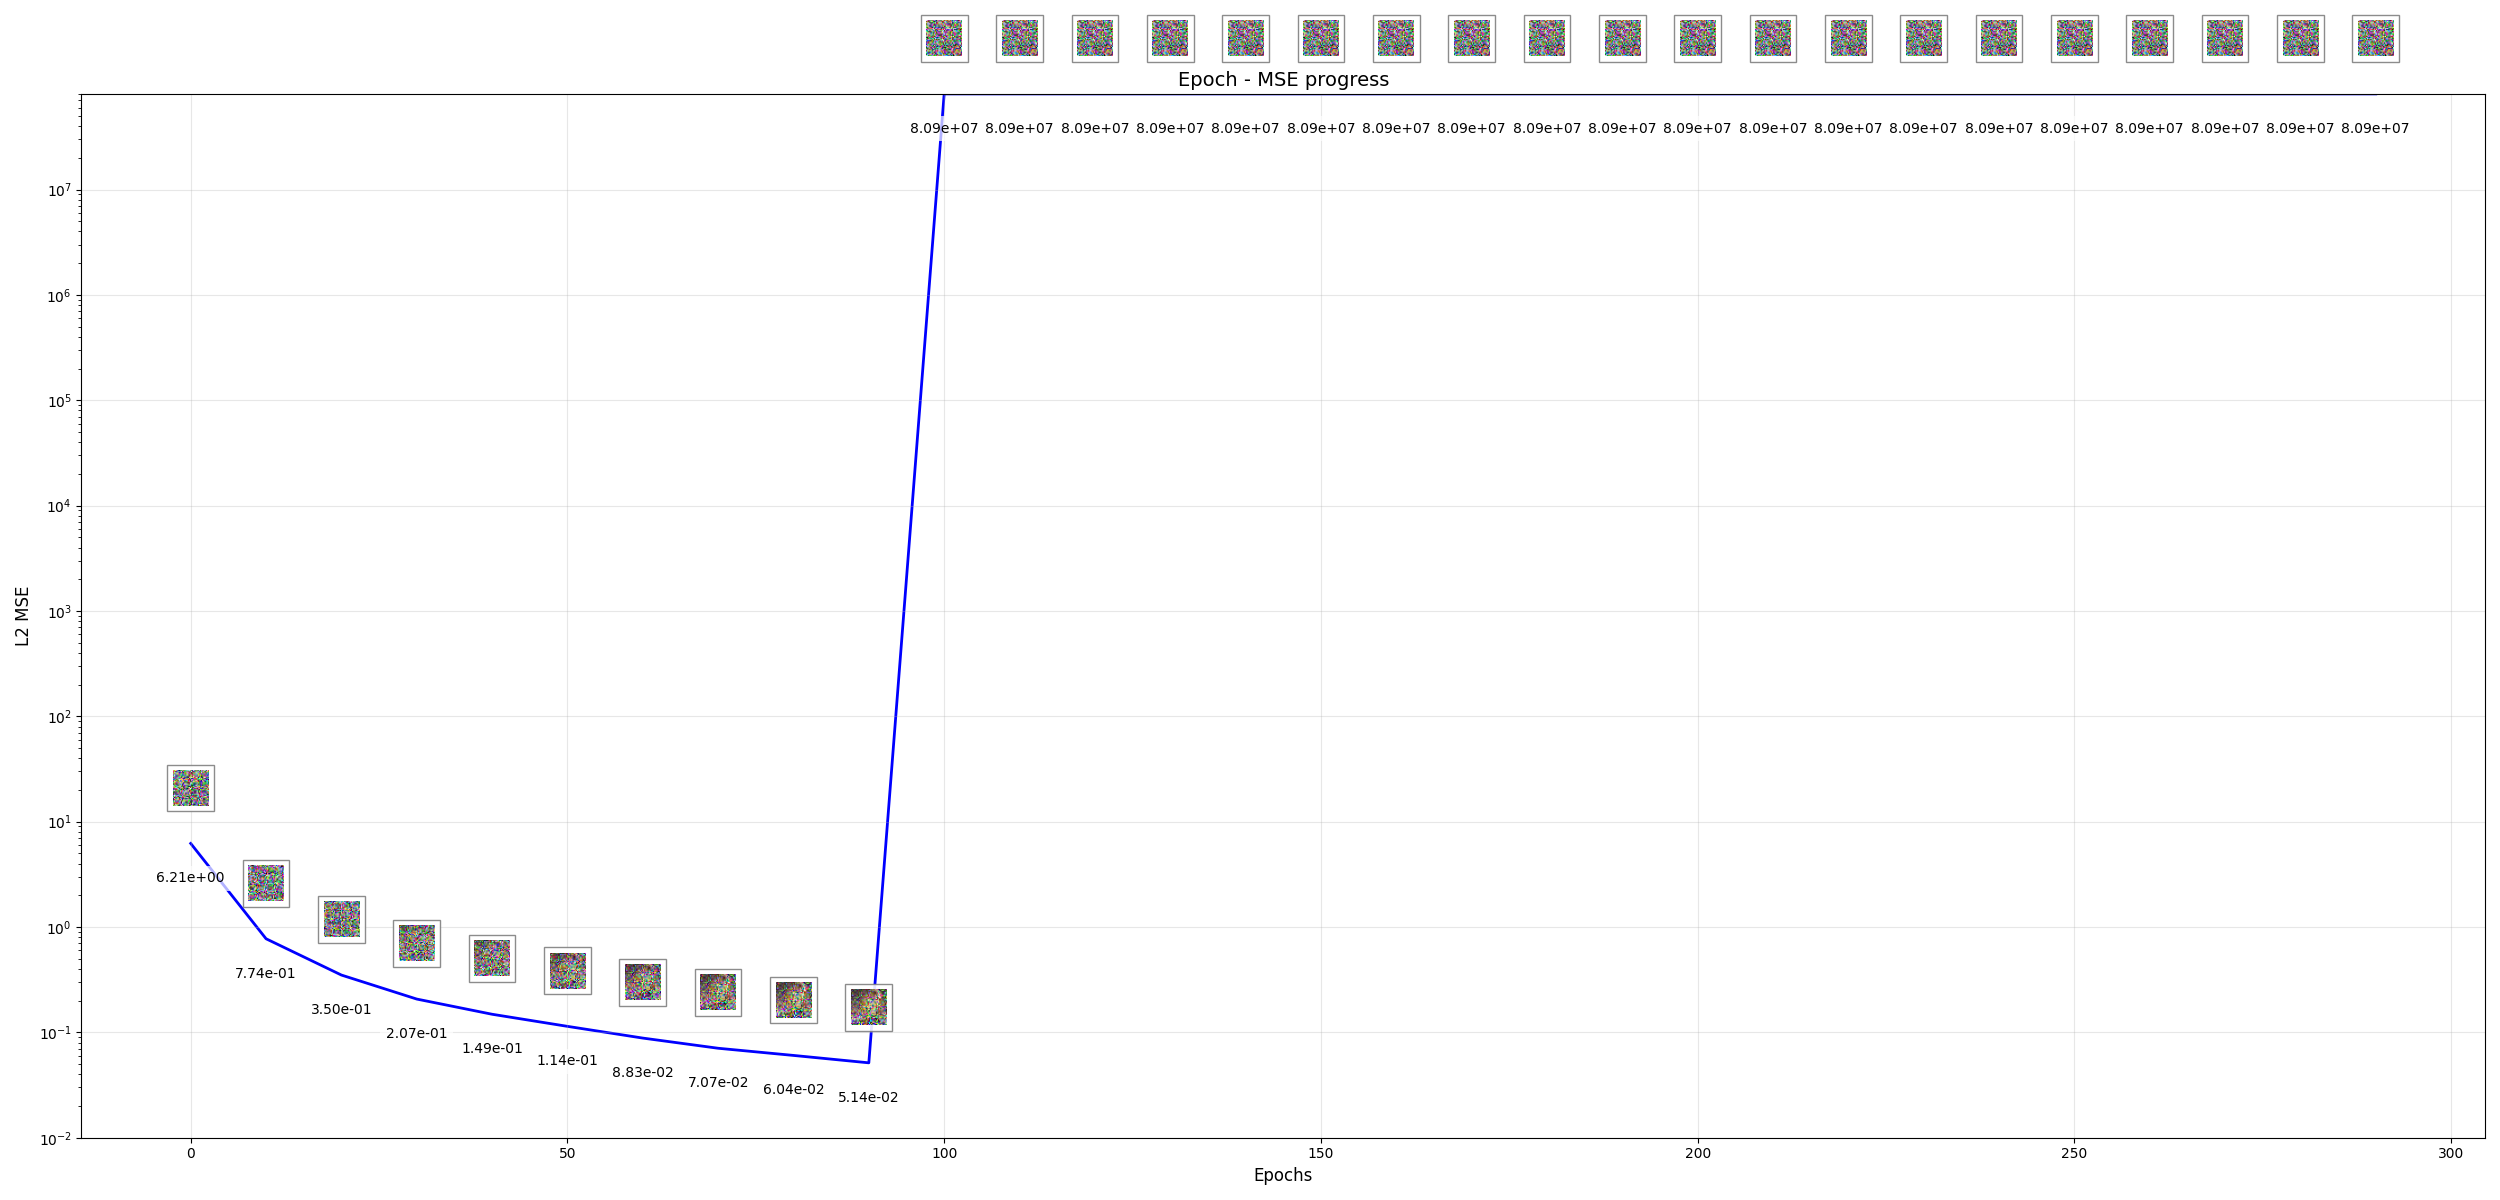 Epoch - MSE progress
8.09e+07 8.09e+07 8.09e+07 8.09e+07 8.09e+07 8.09e+07 8.09e+07 8.09e+07 8.09e+07 8.09e+07 8.09e+07 8.09e+07 8.09e+07 8.09e+07 8.09e+07 8.09e+07 8.09e+07 8.09e+07 8.09e+07 8.09e+07
10⁷
10⁶
10⁵
10⁴
10³
10²
10¹
10⁰
10⁻¹
10⁻²
L2 MSE
6.21e+00
7.74e-01
3.50e-01
2.07e-01
1.49e-01
1.14e-01
8.83e-02
7.07e-02
6.04e-02
5.14e-02
0 50 100 150 200 250 300
Epochs